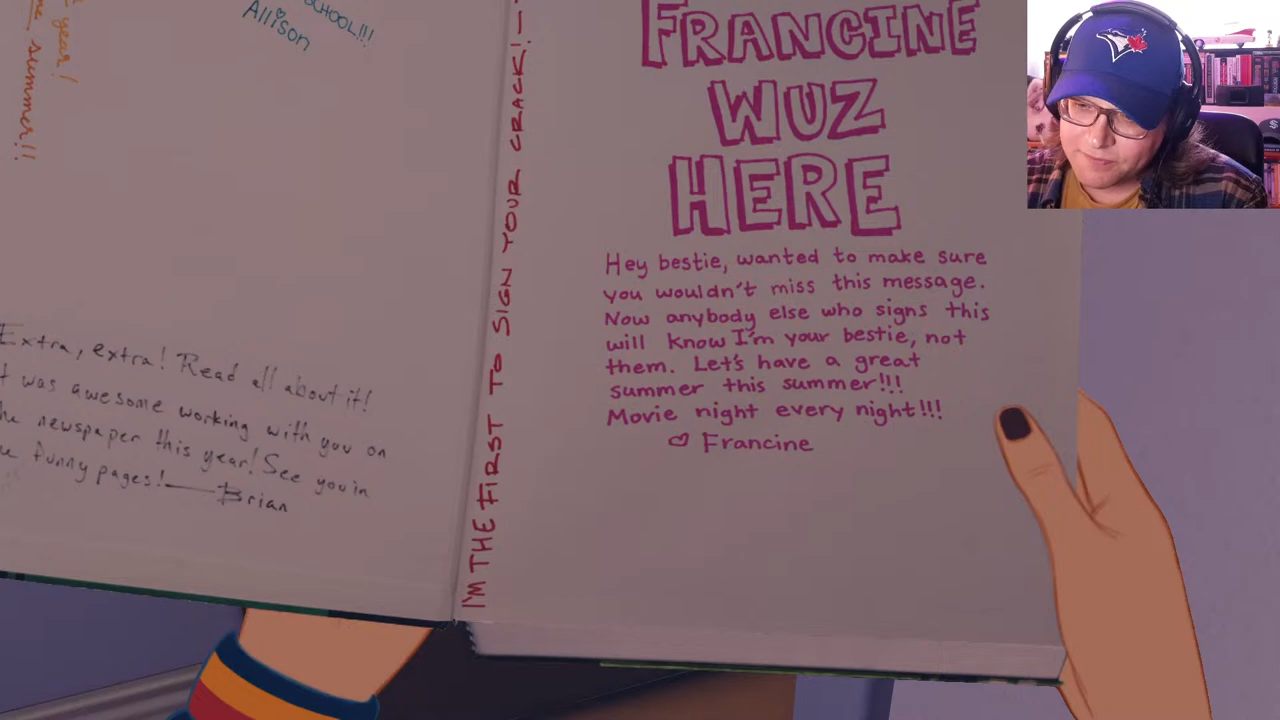 year!
summer!!
SCHOOL!!!
Allison
Extra, extra! Read all about it!
t was awesome working with you on
he newspaper this year! See you in
funny pages!—Brian
I'M THE FIRST TO SIGN YOUR CRACK!—
FRANCINE
WUZ
HERE
Hey bestie, wanted to make sure
you wouldn't miss this message.
Now anybody else who signs this
will know I'm your bestie, not
them. Let's have a great
summer this summer!!!
Movie night every night!!!
♡ Francine